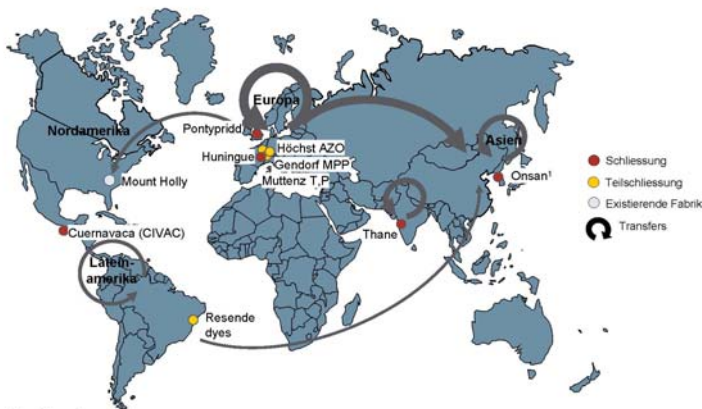 Europa
Nordamerika
Pontypridd
Höchst AZO
Huningue
Gendorf MPP
Muttenz T,P
Asien
Onsan¹
Mount Holly
Thane
Cuernavaca (CIVAC)
Latein-
amerika
Resende
dyes
Schliessung
Teilschliessung
Existierende Fabrik
Transfers